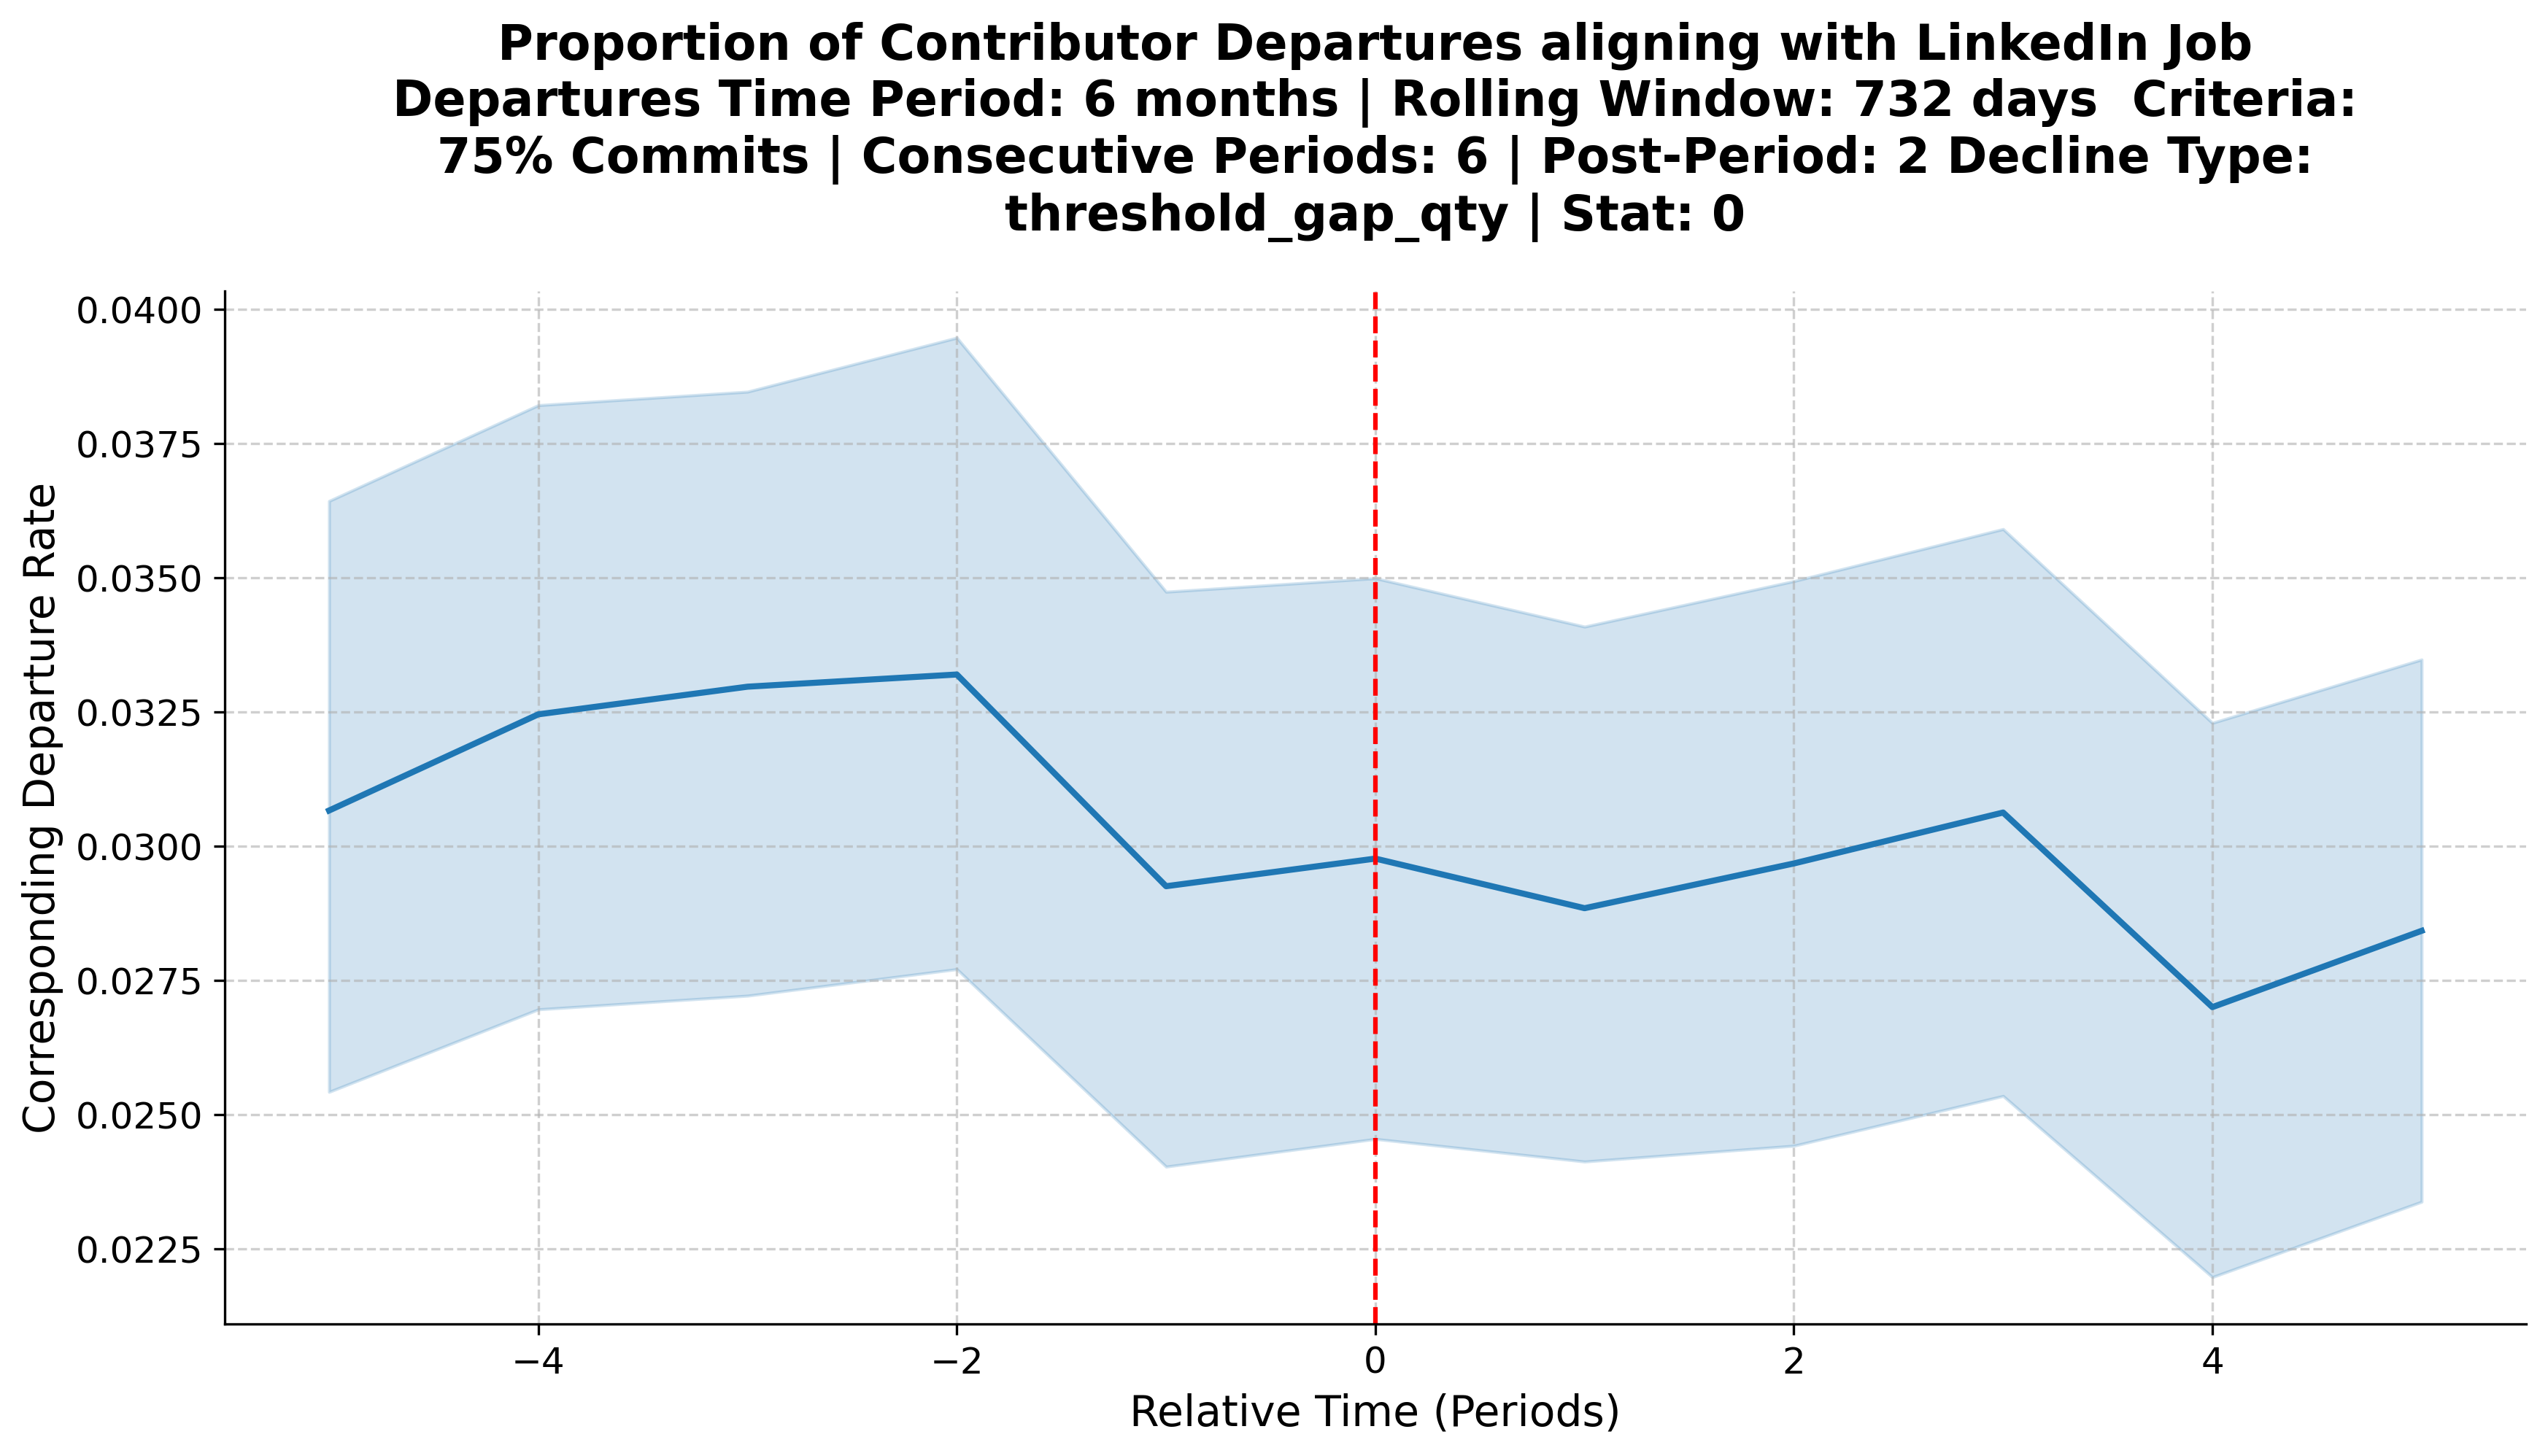 Proportion of Contributor Departures aligning with LinkedIn Job
Departures Time Period: 6 months | Rolling Window: 732 days  Criteria:
75% Commits | Consecutive Periods: 6 | Post-Period: 2 Decline Type:
threshold_gap_qty | Stat: 0
Corresponding Departure Rate
0.0400
0.0375
0.0350
0.0325
0.0300
0.0275
0.0250
0.0225
−4
−2
0
2
4
Relative Time (Periods)